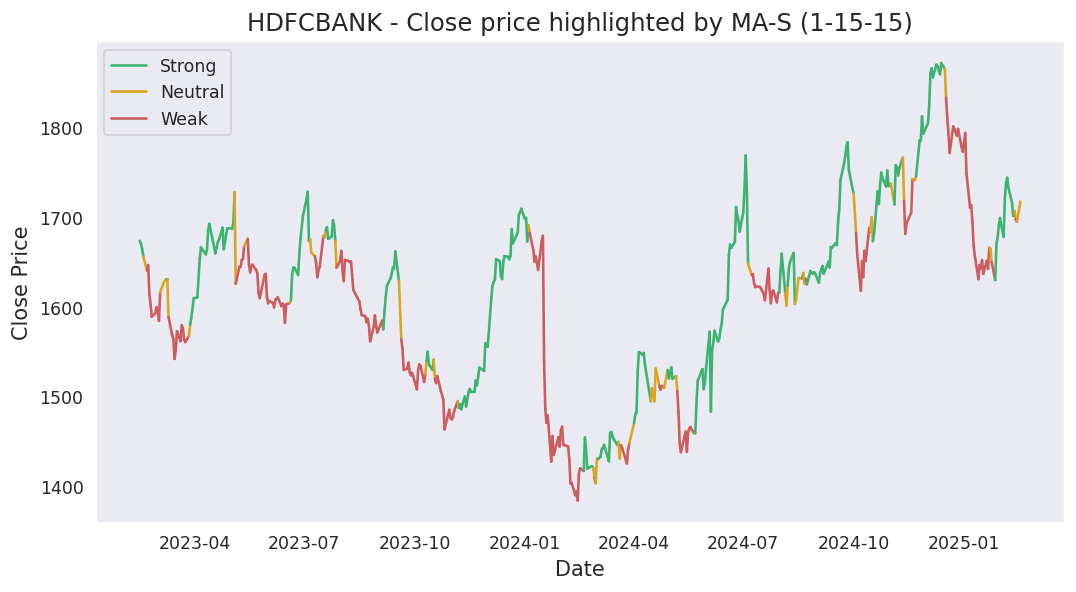 HDFCBANK - Close price highlighted by MA-S (1-15-15)
Strong
Neutral
Weak
Close Price
1800
1700
1600
1500
1400
2023-04 2023-07 2023-10 2024-01 2024-04 2024-07 2024-10 2025-01
Date